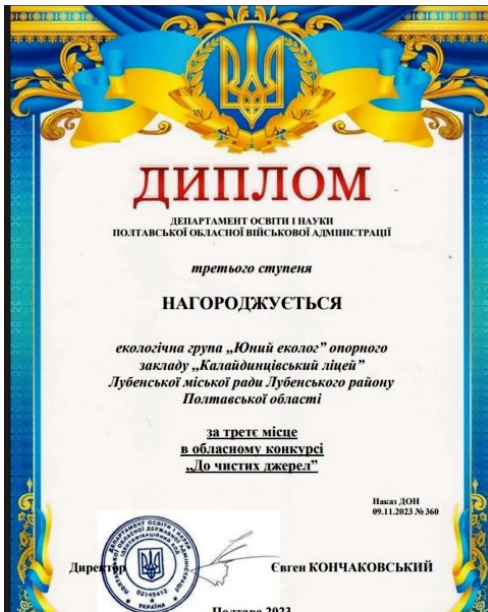 ДИПЛОМ
ДЕПАРТАМЕНТ ОСВІТИ І НАУКИ
ПОЛТАВСЬКОЇ ОБЛАСНОЇ ВІЙСЬКОВОЇ АДМІНІСТРАЦІЇ
третього ступеня
НАГОРОДЖУЄТЬСЯ
екологічна група „Юний еколог” опорного
закладу „Калайдинцівський ліцей”
Лубенської міської ради Лубенського району
Полтавської області
за третє місце
в обласному конкурсі
„До чистих джерел”
Наказ ДОН
09.11.2023 № 360
Директор Євген КОНЧАКОВСЬКИЙ
02145412
УКРАЇНА
Полтава 2023